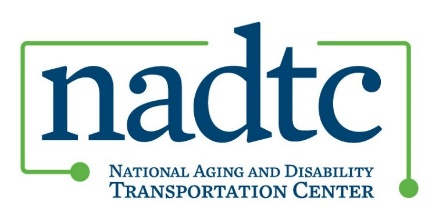 nadtc
NATIONAL AGING AND DISABILITY
TRANSPORTATION CENTER